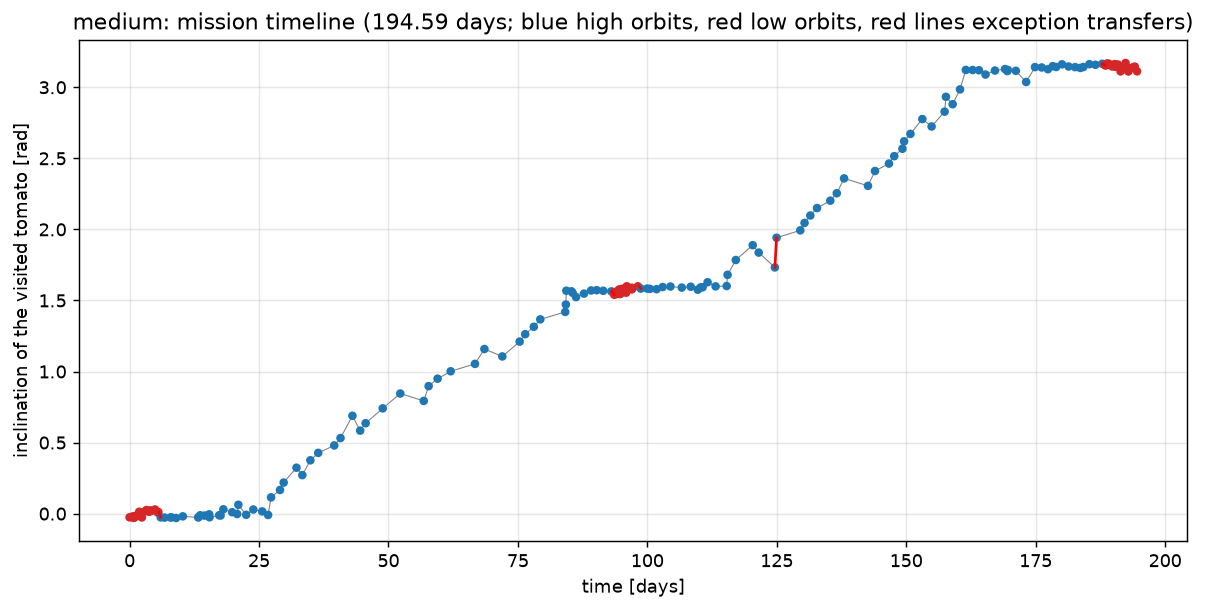 medium: mission timeline (194.59 days; blue high orbits, red low orbits, red lines exception transfers)
inclination of the visited tomato [rad]
3.0
2.5
2.0
1.5
1.0
0.5
0.0
0 25 50 75 100 125 150 175 200
time [days]